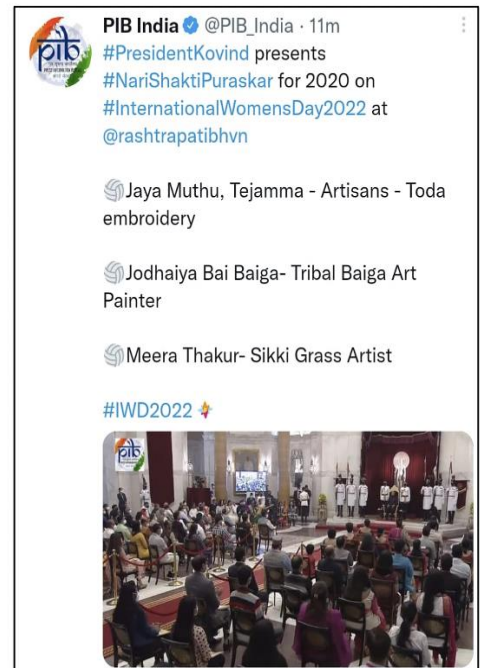 PIB India @PIB_India · 11m
#PresidentKovind presents
#NariShaktiPuraskar for 2020 on
#InternationalWomensDay2022 at
@rashtrapatibhvn
Jaya Muthu, Tejamma - Artisans - Toda
embroidery
Jodhaiya Bai Baiga- Tribal Baiga Art
Painter
Meera Thakur- Sikki Grass Artist
#IWD2022
pib
pib